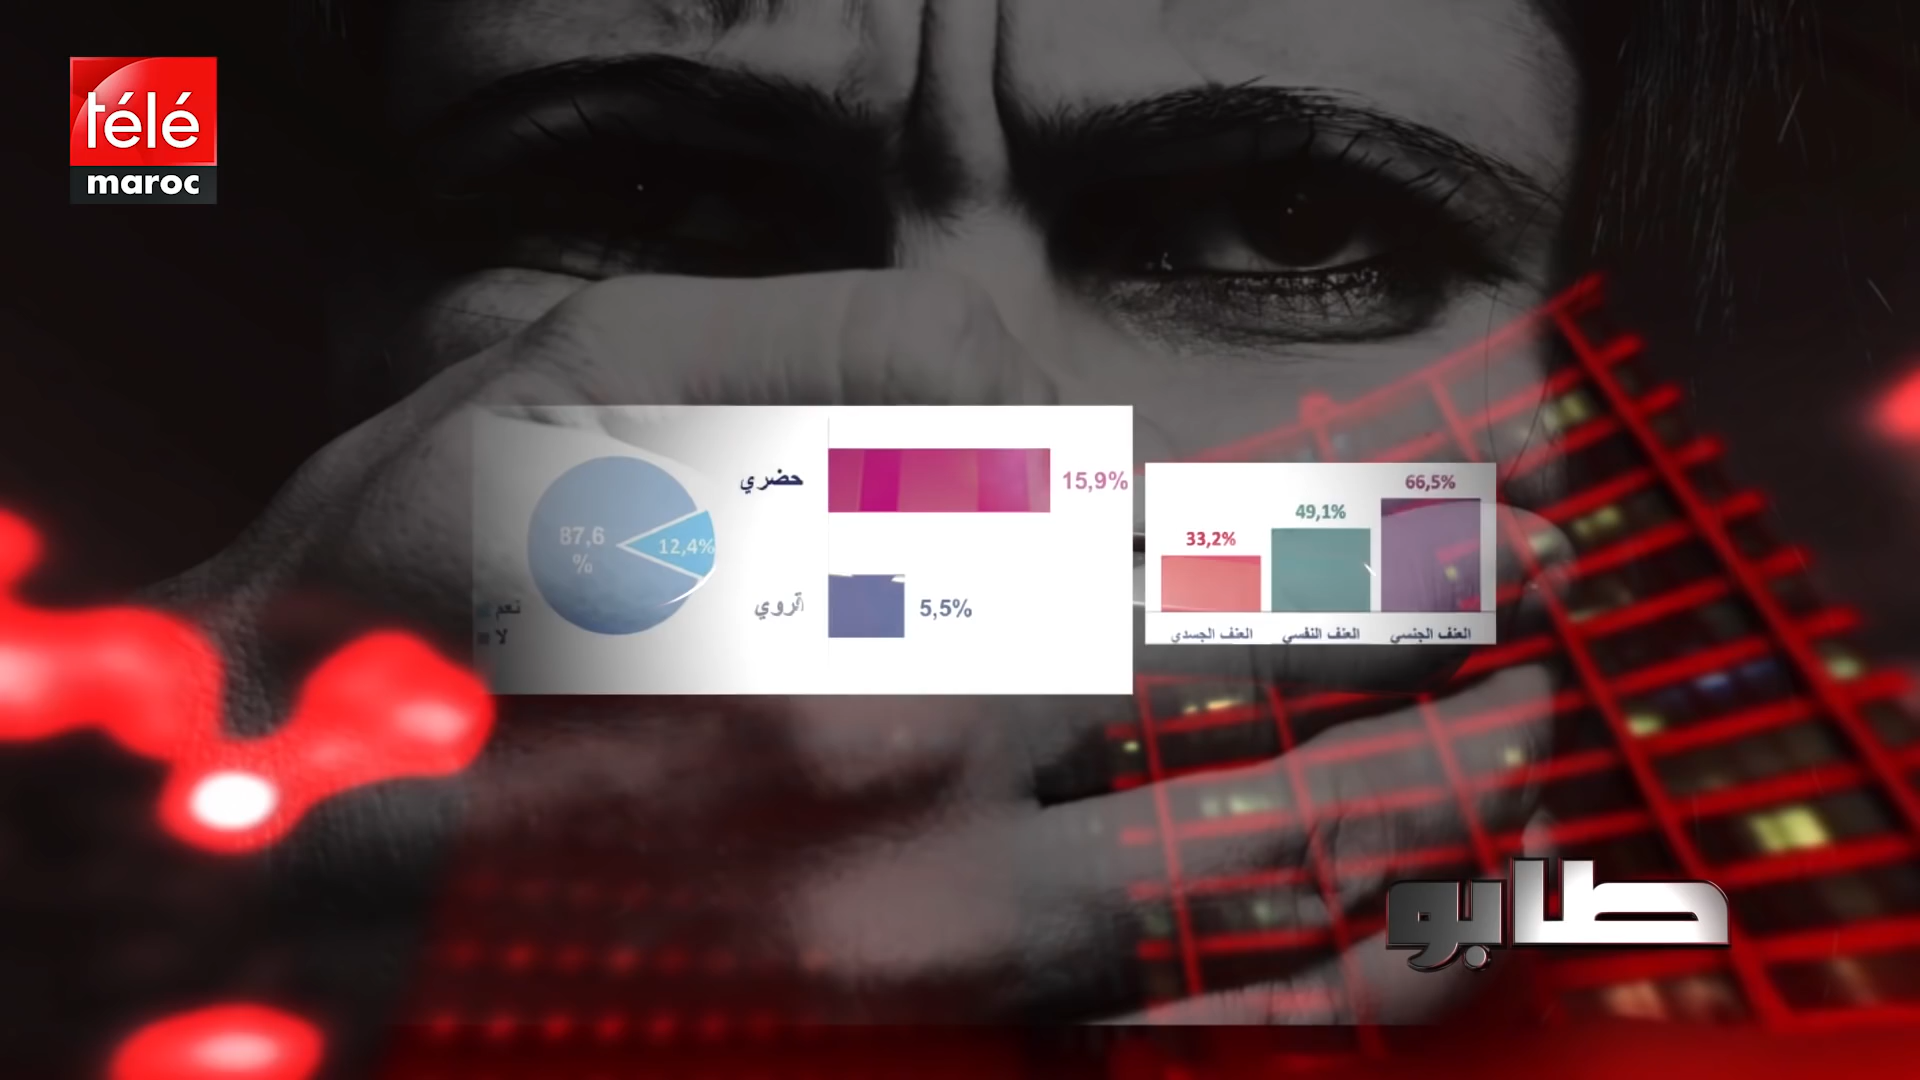 télé
maroc
87,6
%
12,4%
نعم
لا
حضري
15,9%
قروي
5,5%
33,2%
49,1%
66,5%
العنف الجسدي
العنف النفسي
العنف الجنسي
طابو